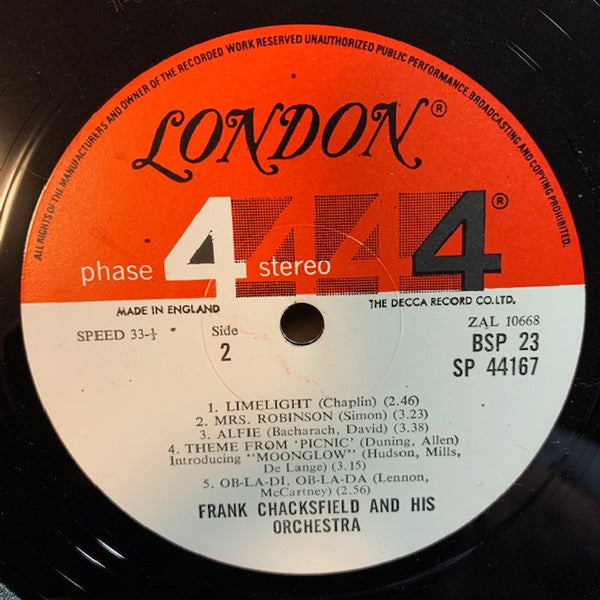 ALL RIGHTS OF THE MANUFACTURERS AND OWNER OF THE RECORDED WORK RESERVED UNAUTHORIZED PUBLIC PERFORMANCE, BROADCASTING AND COPYING PROHIBITED.
LONDON®
phase 4 stereo 4®
MADE IN ENGLAND
THE DECCA RECORD CO. LTD.
SPEED 33-⅓
Side
2
ZAL 10668
BSP 23
SP 44167
1. LIMELIGHT (Chaplin) (2.46)
2. MRS. ROBINSON (Simon) (3.23)
3. ALFIE (Bacharach, David) (3.38)
4. THEME FROM 'PICNIC' (Duning, Allen)
Introducing "MOONGLOW" (Hudson, Mills,
De Lange) (3.15)
5. OB-LA-DI, OB-LA-DA (Lennon,
McCartney) (2.56)
FRANK CHACKSFIELD AND HIS
ORCHESTRA